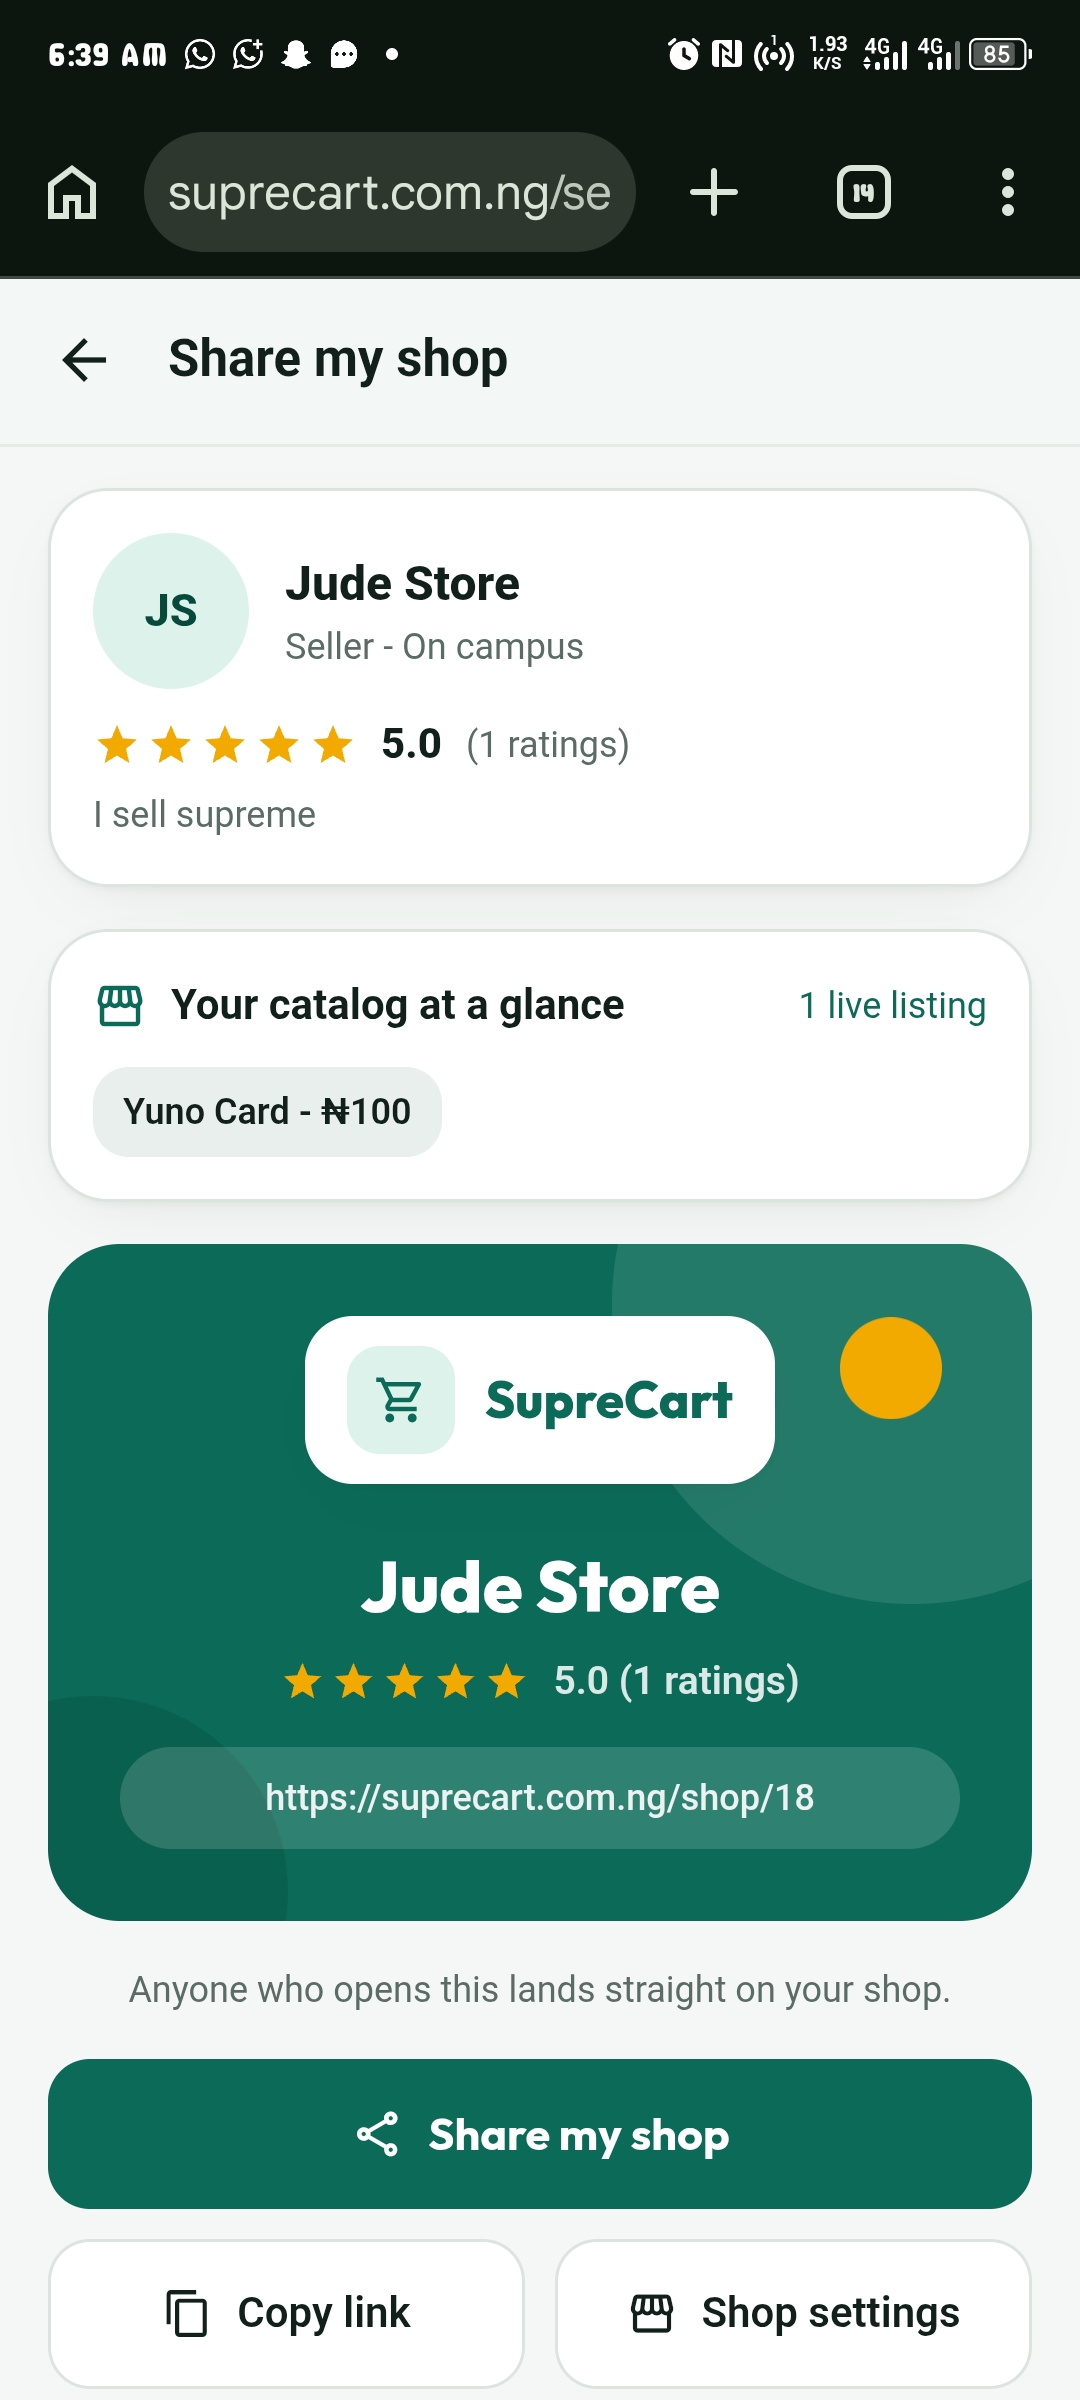 6:39 AM
1
1.93 K/S
4G
4G
85
suprecart.com.ng/se
14
Share my shop
JS
Jude Store
Seller - On campus
5.0 (1 ratings)
I sell supreme
Your catalog at a glance
1 live listing
Yuno Card - ₦100
SupreCart
Jude Store
5.0 (1 ratings)
https://suprecart.com.ng/shop/18
Anyone who opens this lands straight on your shop.
Share my shop
Copy link
Shop settings